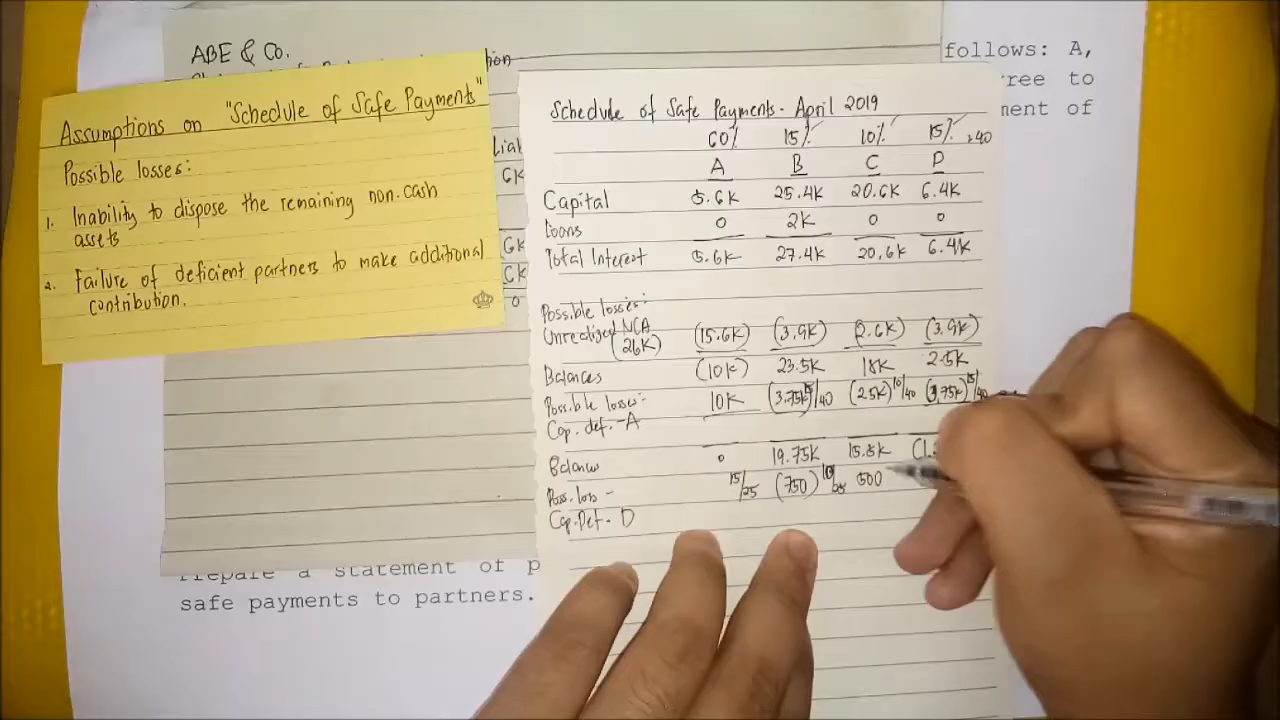 ABE & Co.
follows: A,
ree to
ment of
Assumptions on "Schedule of Safe Payments"
Possible losses:
1. Inability to dispose the remaining non-cash
assets
2. Failure of deficient partners to make additional
contribution.
Schedule of Safe Payments - April 2019
60% 15% 10% 15%
A B C D
Capital 5.6K 25.4K 20.6K 6.4K
Loans 0 2K 0 0
Total Interest 5.6K 27.4K 20.6K 6.4K
Possible losses:
Unrealized NCA (15.6K) (3.9K) (2.6K) (3.9K)
(26K)
Balances (10K) 23.5K 18K 2.5K
Possible losses:- 10K (3.75K) 15/40 (2.5K) 10/40 (3.75K) 15/40
Cap. def. -A
Balances 0 19.75K 15.5K
Poss. loss - 15/25 (750) 10/25 500
Cap. Def. - D
Prepare a statement of p
safe payments to partners.